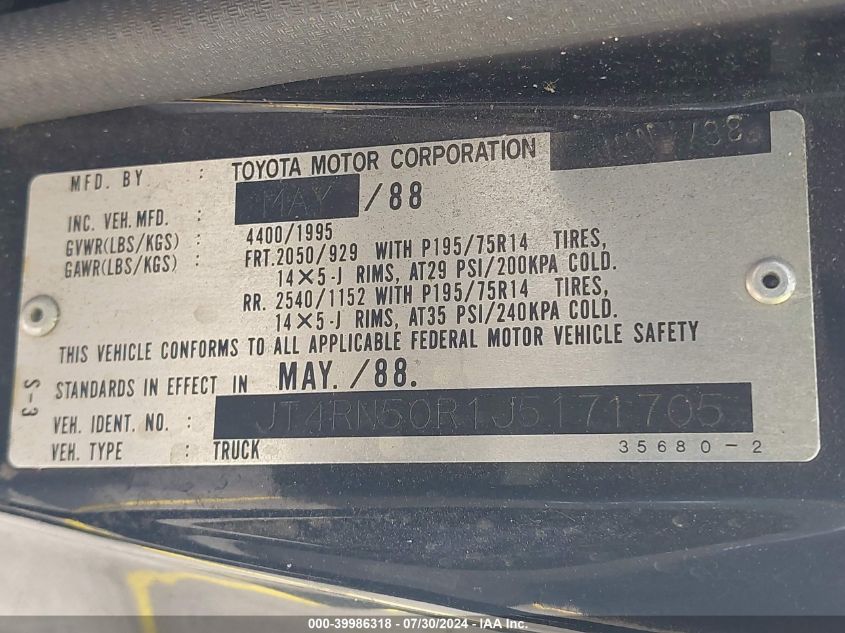 MFD. BY : TOYOTA MOTOR CORPORATION /88
INC. VEH. MFD. : MAY /88
GVWR(LBS/KGS) : 4400/1995
GAWR(LBS/KGS) : FRT. 2050/929 WITH P195/75R14 TIRES,
14×5-J RIMS, AT29 PSI/200KPA COLD.
RR. 2540/1152 WITH P195/75R14 TIRES,
14×5-J RIMS, AT35 PSI/240KPA COLD.
THIS VEHICLE CONFORMS TO ALL APPLICABLE FEDERAL MOTOR VEHICLE SAFETY
STANDARDS IN EFFECT IN MAY. /88.
VEH. IDENT. NO. : JT4RN50R1J5171705
VEH. TYPE : TRUCK 35680-2
S-3
000-39986318 - 07/30/2024 - IAA Inc.